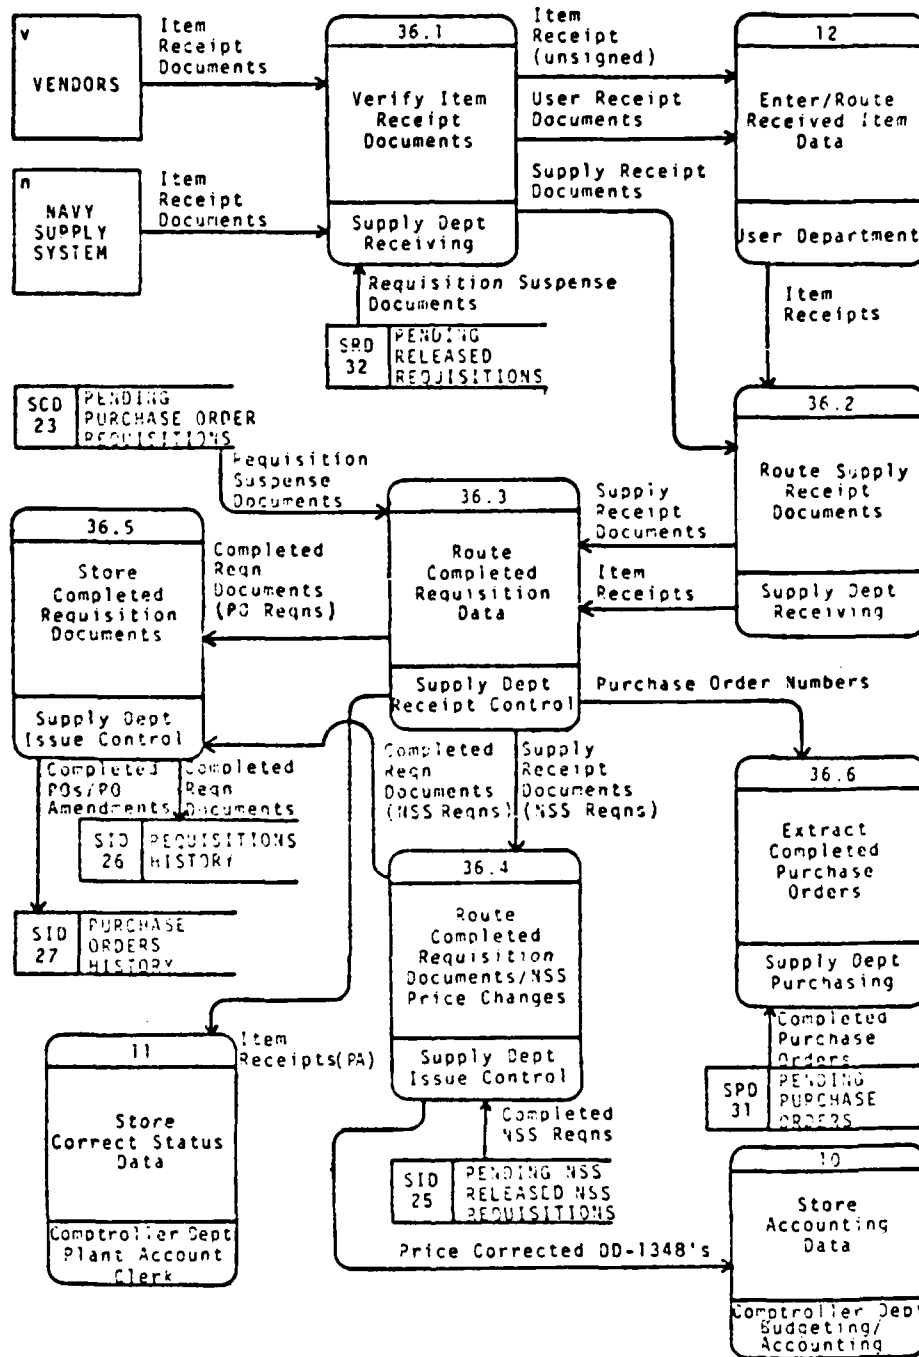 v
VENDORS
Item
Receipt
Documents
36.1
Verify Item
Receipt
Documents
Supply Dept
Receiving
Item
Receipt
(unsigned)
User Receipt
Documents
Supply Receipt
Documents
12
Enter/Route
Received Item
Data
User Department
n
NAVY
SUPPLY
SYSTEM
Item
Receipt
Documents
Requisition Suspense
Documents
SRD
32
PENDING
RELEASED
REQUISITIONS
Item
Receipts
SCD
23
PENDING
PURCHASE ORDER
REQUISITIONS
Requisition
Suspense
Documents
36.2
Route Supply
Receipt
Documents
Supply Dept
Receiving
Supply
Receipt
Documents
Item
Receipts
36.3
Route
Completed
Requisition
Data
Supply Dept
Receipt Control
36.5
Store
Completed
Requisition
Documents
Supply Dept
Issue Control
Completed
Reqn
Documents
(PO Reqns)
Purchase Order Numbers
Completed
POs/PO
Amendments
Completed
Reqn
Documents
Completed
Reqn
Documents
(NSS Reqns)
Supply
Receipt
Documents
(NSS Reqns)
SID
26
REQUISITIONS
HISTORY
SID
27
PURCHASE
ORDERS
HISTORY
36.4
Route
Completed
Requisition
Documents/NSS
Price Changes
Supply Dept
Issue Control
36.6
Extract
Completed
Purchase
Orders
Supply Dept
Purchasing
Completed
Purchase
Orders
SPD
31
PENDING
PURCHASE
ORDERS
Item
Receipts(PA)
11
Store
Correct Status
Data
Comptroller Dept
Plant Account
Clerk
Completed
NSS Reqns
SID
25
PENDING NSS
RELEASED NSS
REQUISITIONS
Price Corrected DD-1348's
10
Store
Accounting
Data
Comptroller Dept
Budgeting/
Accounting